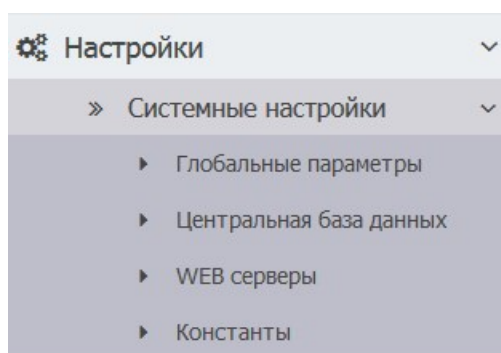 Настройки
Системные настройки
Глобальные параметры
Центральная база данных
WEB серверы
Константы